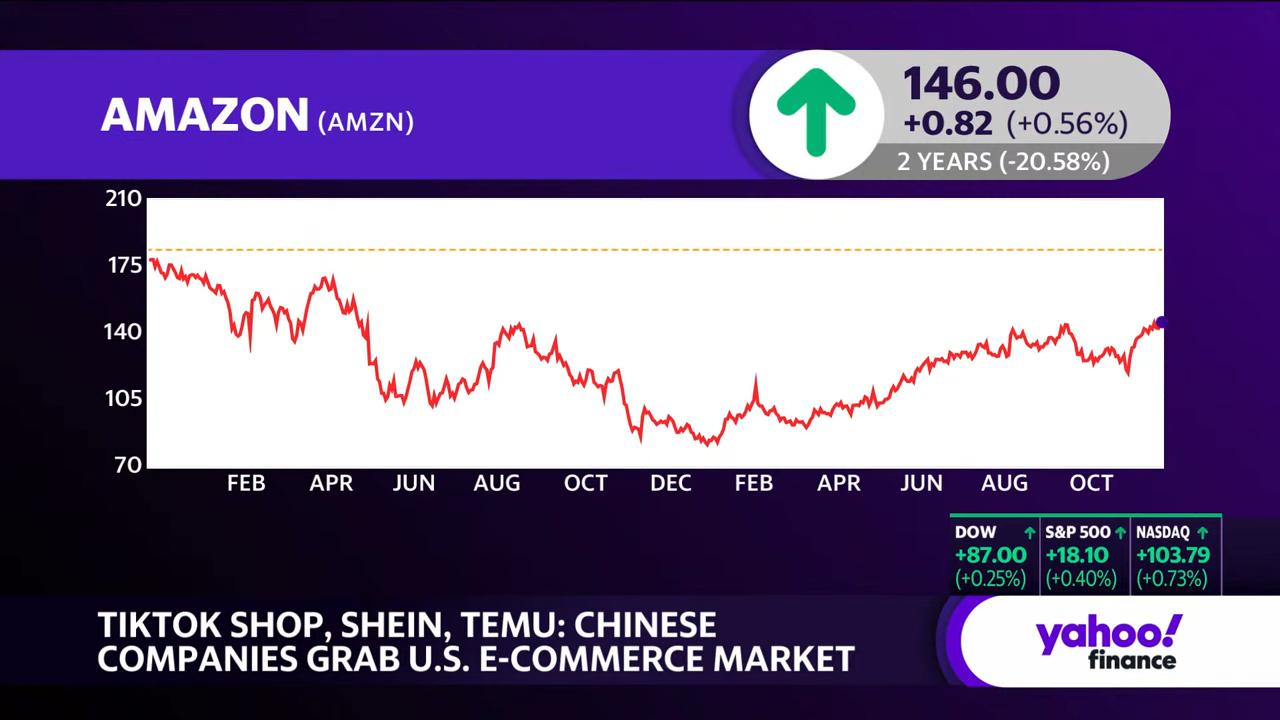 AMAZON (AMZN)
146.00
+0.82 (+0.56%)
2 YEARS (-20.58%)
210
175
140
105
70
FEB APR JUN AUG OCT DEC FEB APR JUN AUG OCT
DOW S&P 500 NASDAQ
+87.00 +18.10 +103.79
(+0.25%) (+0.40%) (+0.73%)
TIKTOK SHOP, SHEIN, TEMU: CHINESE
COMPANIES GRAB U.S. E-COMMERCE MARKET
yahoo!
finance